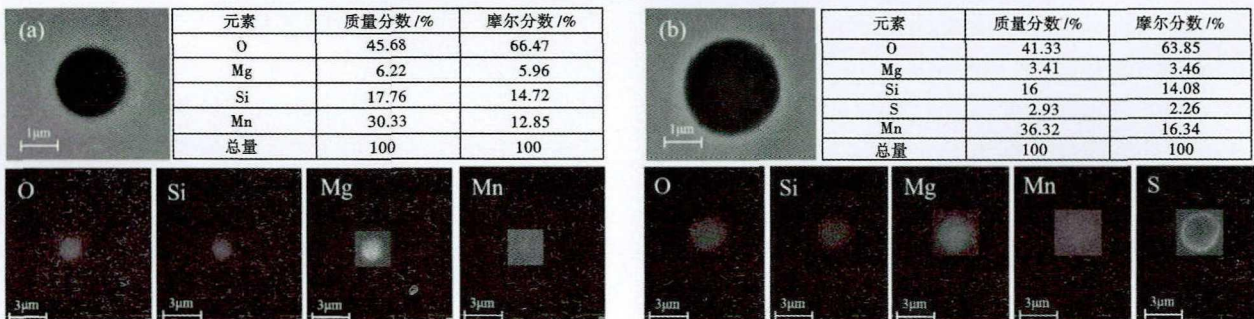 (a)
1μm
元素 质量分数/% 摩尔分数/%
O 45.68 66.47
Mg 6.22 5.96
Si 17.76 14.72
Mn 30.33 12.85
总量 100 100
O Si Mg Mn
3μm 3μm 3μm 3μm
(b)
1μm
元素 质量分数/% 摩尔分数/%
O 41.33 63.85
Mg 3.41 3.46
Si 16 14.08
S 2.93 2.26
Mn 36.32 16.34
总量 100 100
O Si Mg Mn S
3μm 3μm 3μm 3μm 3μm